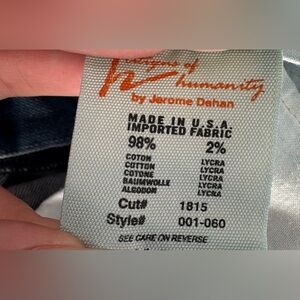 of
humanity
by Jerome Dahan
MADE IN U.S.A.
IMPORTED FABRIC
98% 2%
COTON LYCRA
COTTON LYCRA
COTONE LYCRA
BAUMWOLLE LYCRA
ALGODON LYCRA
Cut# 1815
Style# 001-060
SEE CARE ON REVERSE